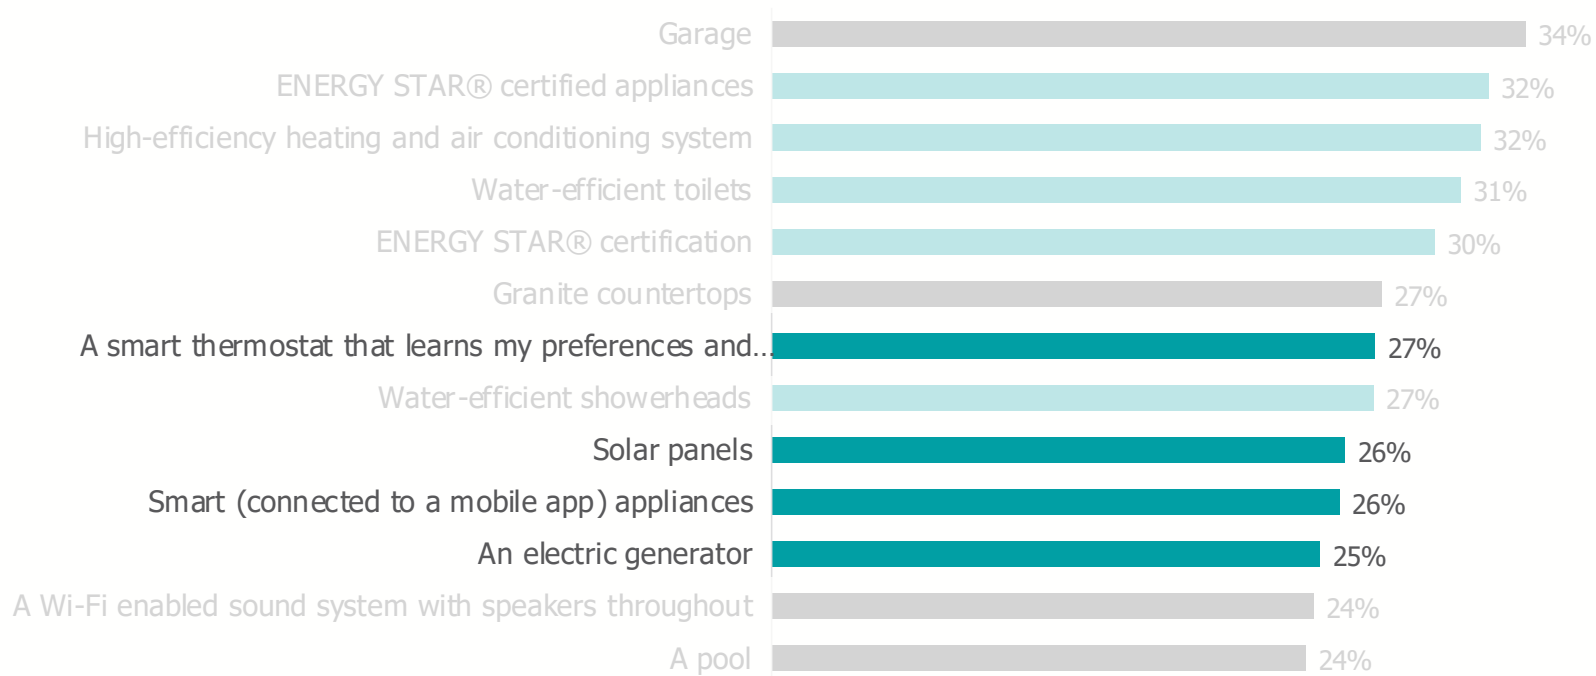 Garage 34%
ENERGY STAR® certified appliances 32%
High-efficiency heating and air conditioning system 32%
Water-efficient toilets 31%
ENERGY STAR® certification 30%
Granite countertops 27%
A smart thermostat that learns my preferences and... 27%
Water-efficient showerheads 27%
Solar panels 26%
Smart (connected to a mobile app) appliances 26%
An electric generator 25%
A Wi-Fi enabled sound system with speakers throughout 24%
A pool 24%